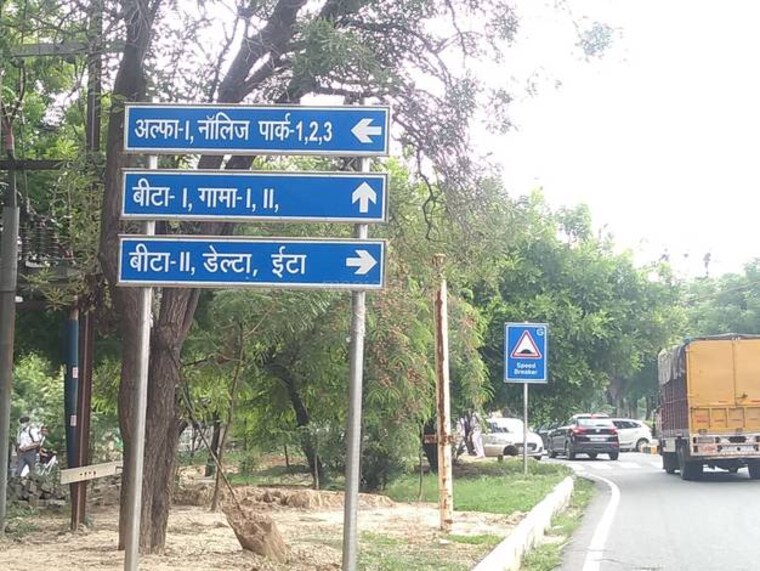 अल्फा-I, नॉलिज पार्क-1,2,3
बीटा- I, गामा-I, II,
बीटा-II, डेल्टा, ईटा
G
Speed
Breaker